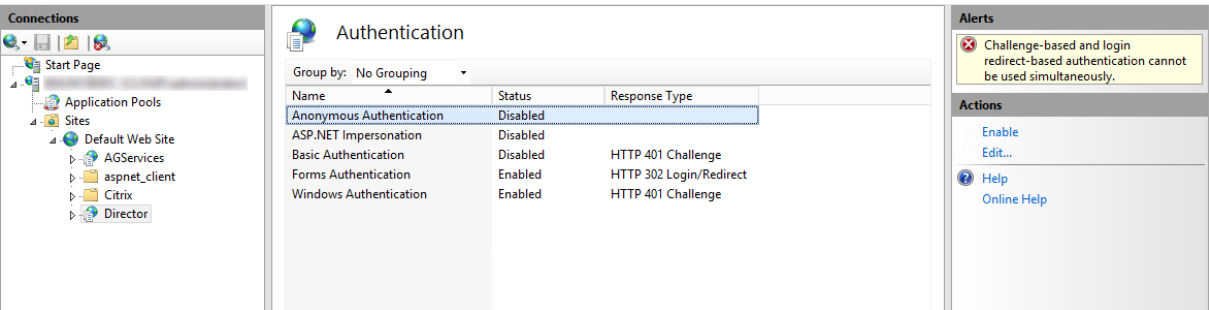 Connections
Start Page
Application Pools
Sites
Default Web Site
AGServices
aspnet_client
Citrix
Director
Authentication
Group by: No Grouping
Name Status Response Type
Anonymous Authentication Disabled
ASP.NET Impersonation Disabled
Basic Authentication Disabled HTTP 401 Challenge
Forms Authentication Enabled HTTP 302 Login/Redirect
Windows Authentication Enabled HTTP 401 Challenge
Alerts
Challenge-based and login
redirect-based authentication cannot
be used simultaneously.
Actions
Enable
Edit...
Help
Online Help